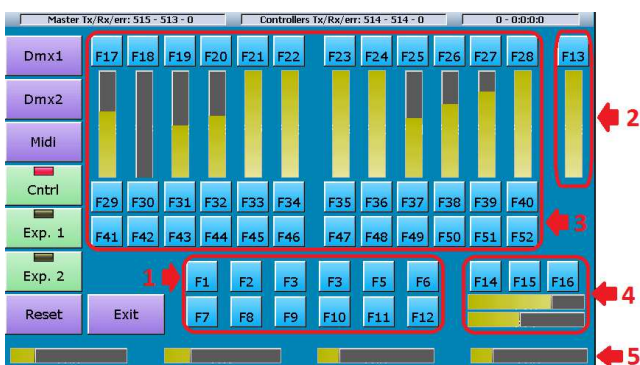 Master Tx/Rx/err: 515 - 513 - 0 Controllers Tx/Rx/err: 514 - 514 - 0 0 - 0:0:0:0
Dmx1 F17 F18 F19 F20 F21 F22 F23 F24 F25 F26 F27 F28 F13
Dmx2 2
Midi
Cntrl F29 F30 F31 F32 F33 F34 F35 F36 F37 F38 F39 F40
Exp. 1 F41 F42 F43 F44 F45 F46 F47 F48 F49 F50 F51 F52 3
Exp. 2 1 F1 F2 F3 F3 F5 F6 F14 F15 F16
4
Reset Exit F7 F8 F9 F10 F11 F12
5